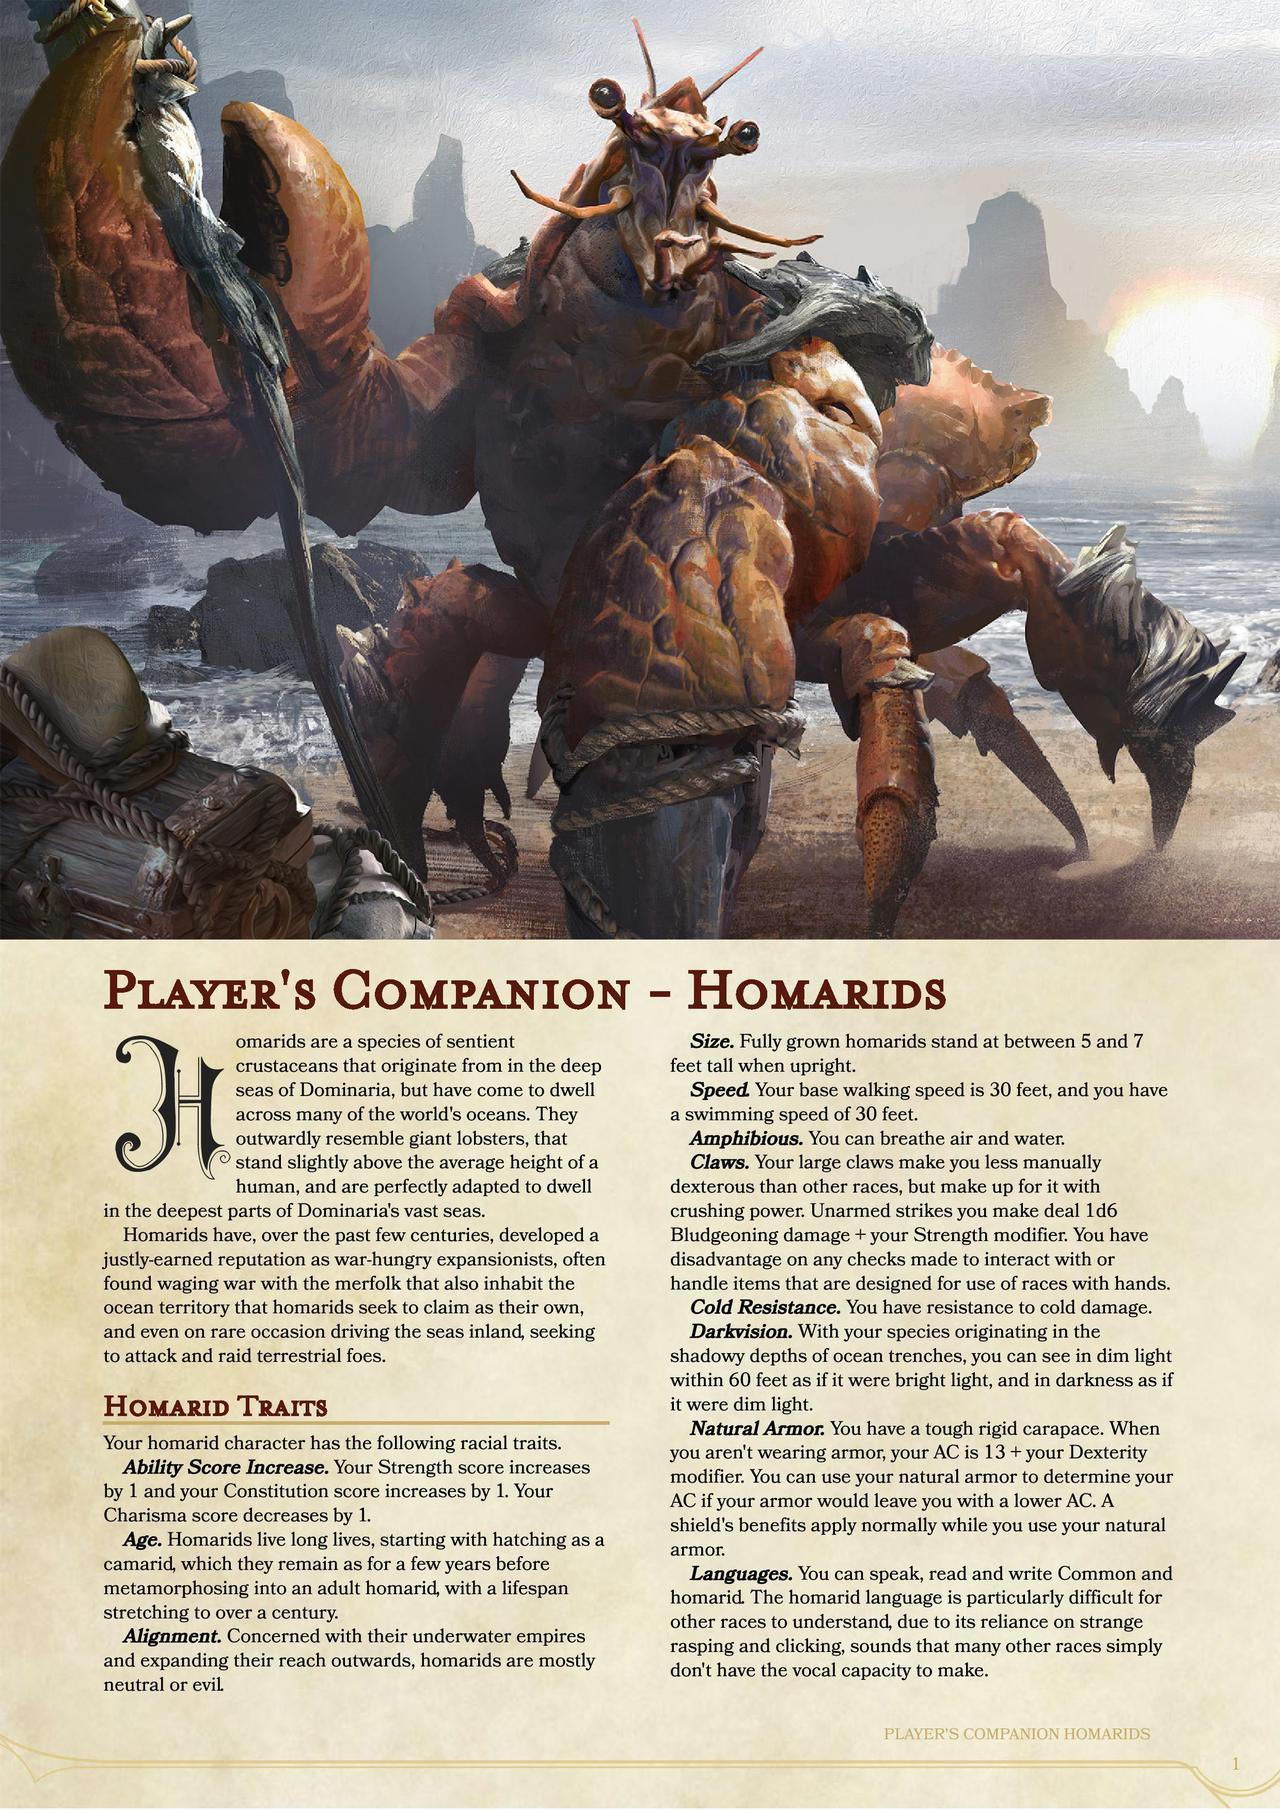 Player's Companion – Homarids
Homarids are a species of sentient
crustaceans that originate from in the deep
seas of Dominaria, but have come to dwell
across many of the world's oceans. They
outwardly resemble giant lobsters, that
stand slightly above the average height of a
human, and are perfectly adapted to dwell
in the deepest parts of Dominaria's vast seas.
Homarids have, over the past few centuries, developed a
justly-earned reputation as war-hungry expansionists, often
found waging war with the merfolk that also inhabit the
ocean territory that homarids seek to claim as their own,
and even on rare occasion driving the seas inland, seeking
to attack and raid terrestrial foes.
Homarid Traits
Your homarid character has the following racial traits.
Ability Score Increase. Your Strength score increases
by 1 and your Constitution score increases by 1. Your
Charisma score decreases by 1.
Age. Homarids live long lives, starting with hatching as a
camarid, which they remain as for a few years before
metamorphosing into an adult homarid, with a lifespan
stretching to over a century.
Alignment. Concerned with their underwater empires
and expanding their reach outwards, homarids are mostly
neutral or evil.
Size. Fully grown homarids stand at between 5 and 7
feet tall when upright.
Speed. Your base walking speed is 30 feet, and you have
a swimming speed of 30 feet.
Amphibious. You can breathe air and water.
Claws. Your large claws make you less manually
dexterous than other races, but make up for it with
crushing power. Unarmed strikes you make deal 1d6
Bludgeoning damage + your Strength modifier. You have
disadvantage on any checks made to interact with or
handle items that are designed for use of races with hands.
Cold Resistance. You have resistance to cold damage.
Darkvision. With your species originating in the
shadowy depths of ocean trenches, you can see in dim light
within 60 feet as if it were bright light, and in darkness as if
it were dim light.
Natural Armor. You have a tough rigid carapace. When
you aren't wearing armor, your AC is 13 + your Dexterity
modifier. You can use your natural armor to determine your
AC if your armor would leave you with a lower AC. A
shield's benefits apply normally while you use your natural
armor.
Languages. You can speak, read and write Common and
homarid. The homarid language is particularly difficult for
other races to understand, due to its reliance on strange
rasping and clicking, sounds that many other races simply
don't have the vocal capacity to make.
PLAYER'S COMPANION HOMARIDS
1